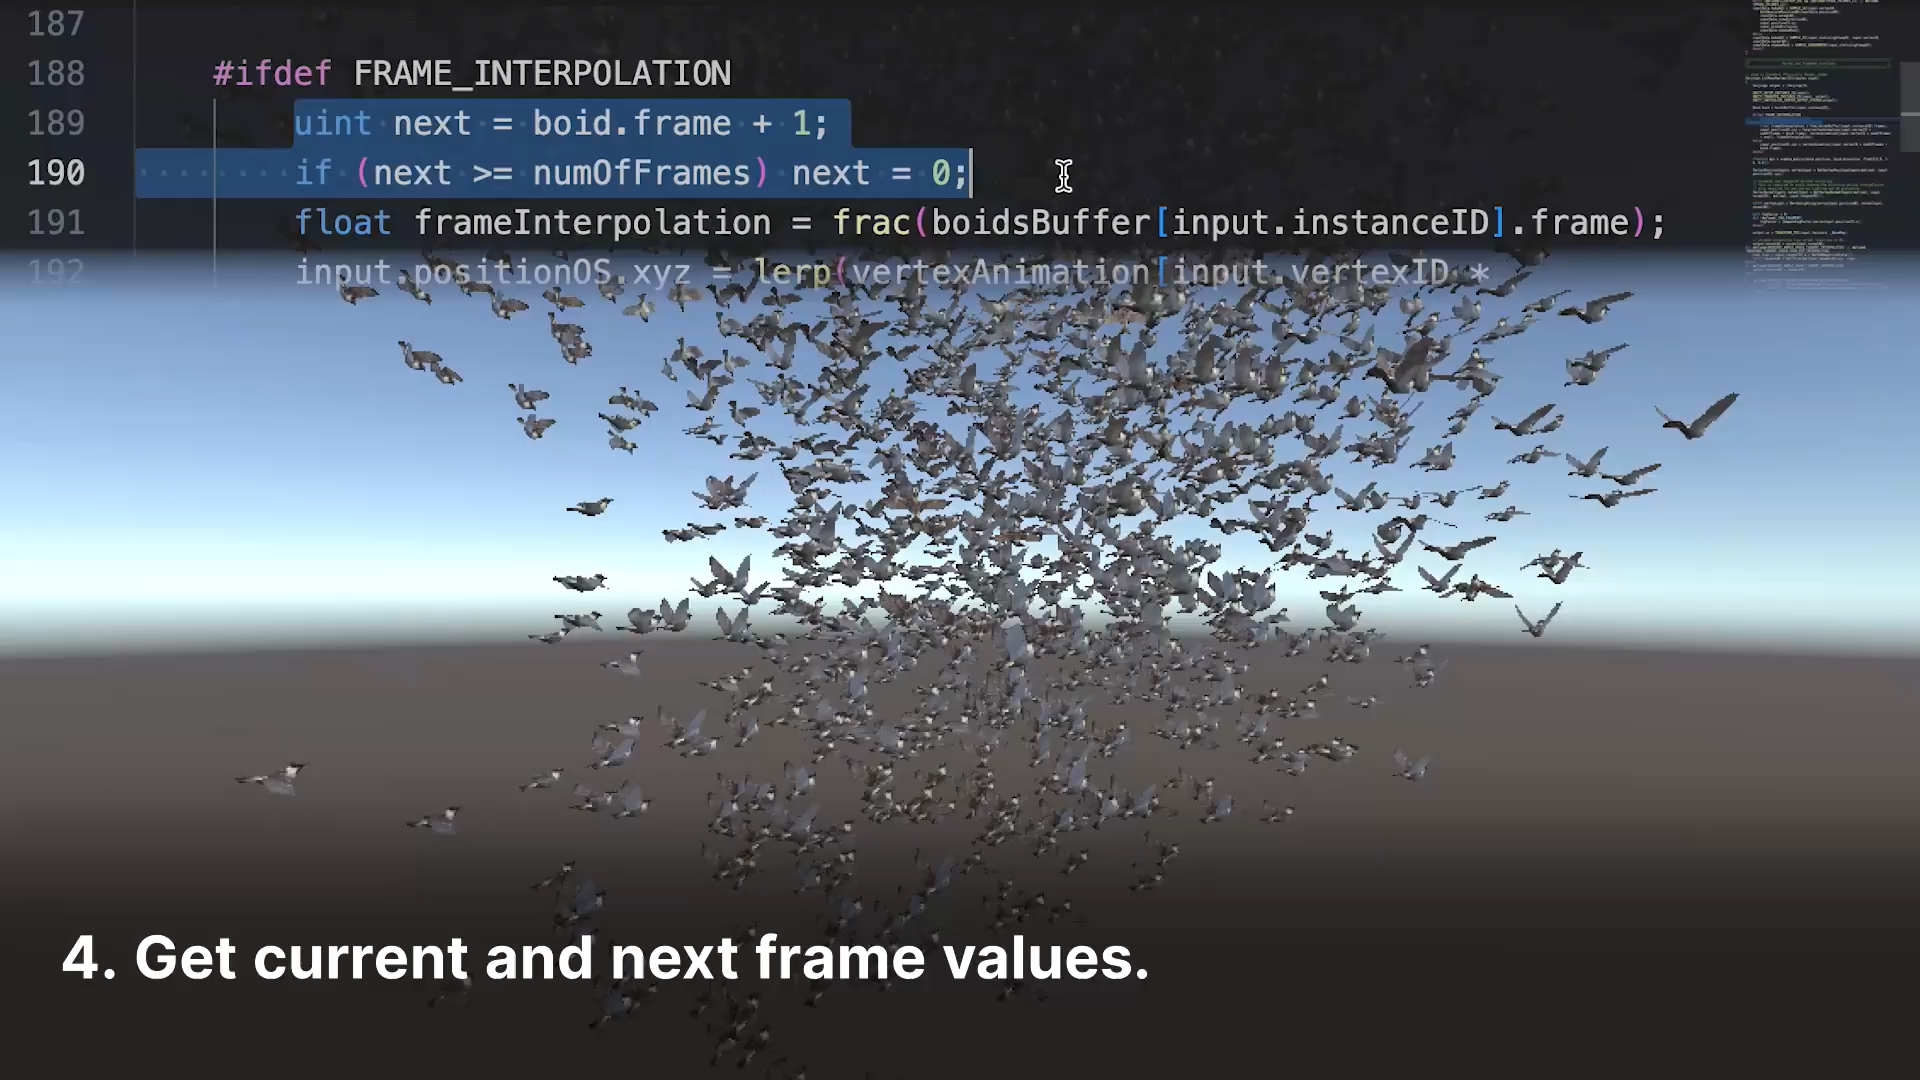 187
188 #ifdef FRAME_INTERPOLATION
189 uint next = boid.frame + 1;
190 if (next >= numOfFrames) next = 0;
191 float frameInterpolation = frac(boidsBuffer[input.instanceID].frame);
192 input.positionOS.xyz = lerp(vertexAnimation[input.vertexID *
4. Get current and next frame values.